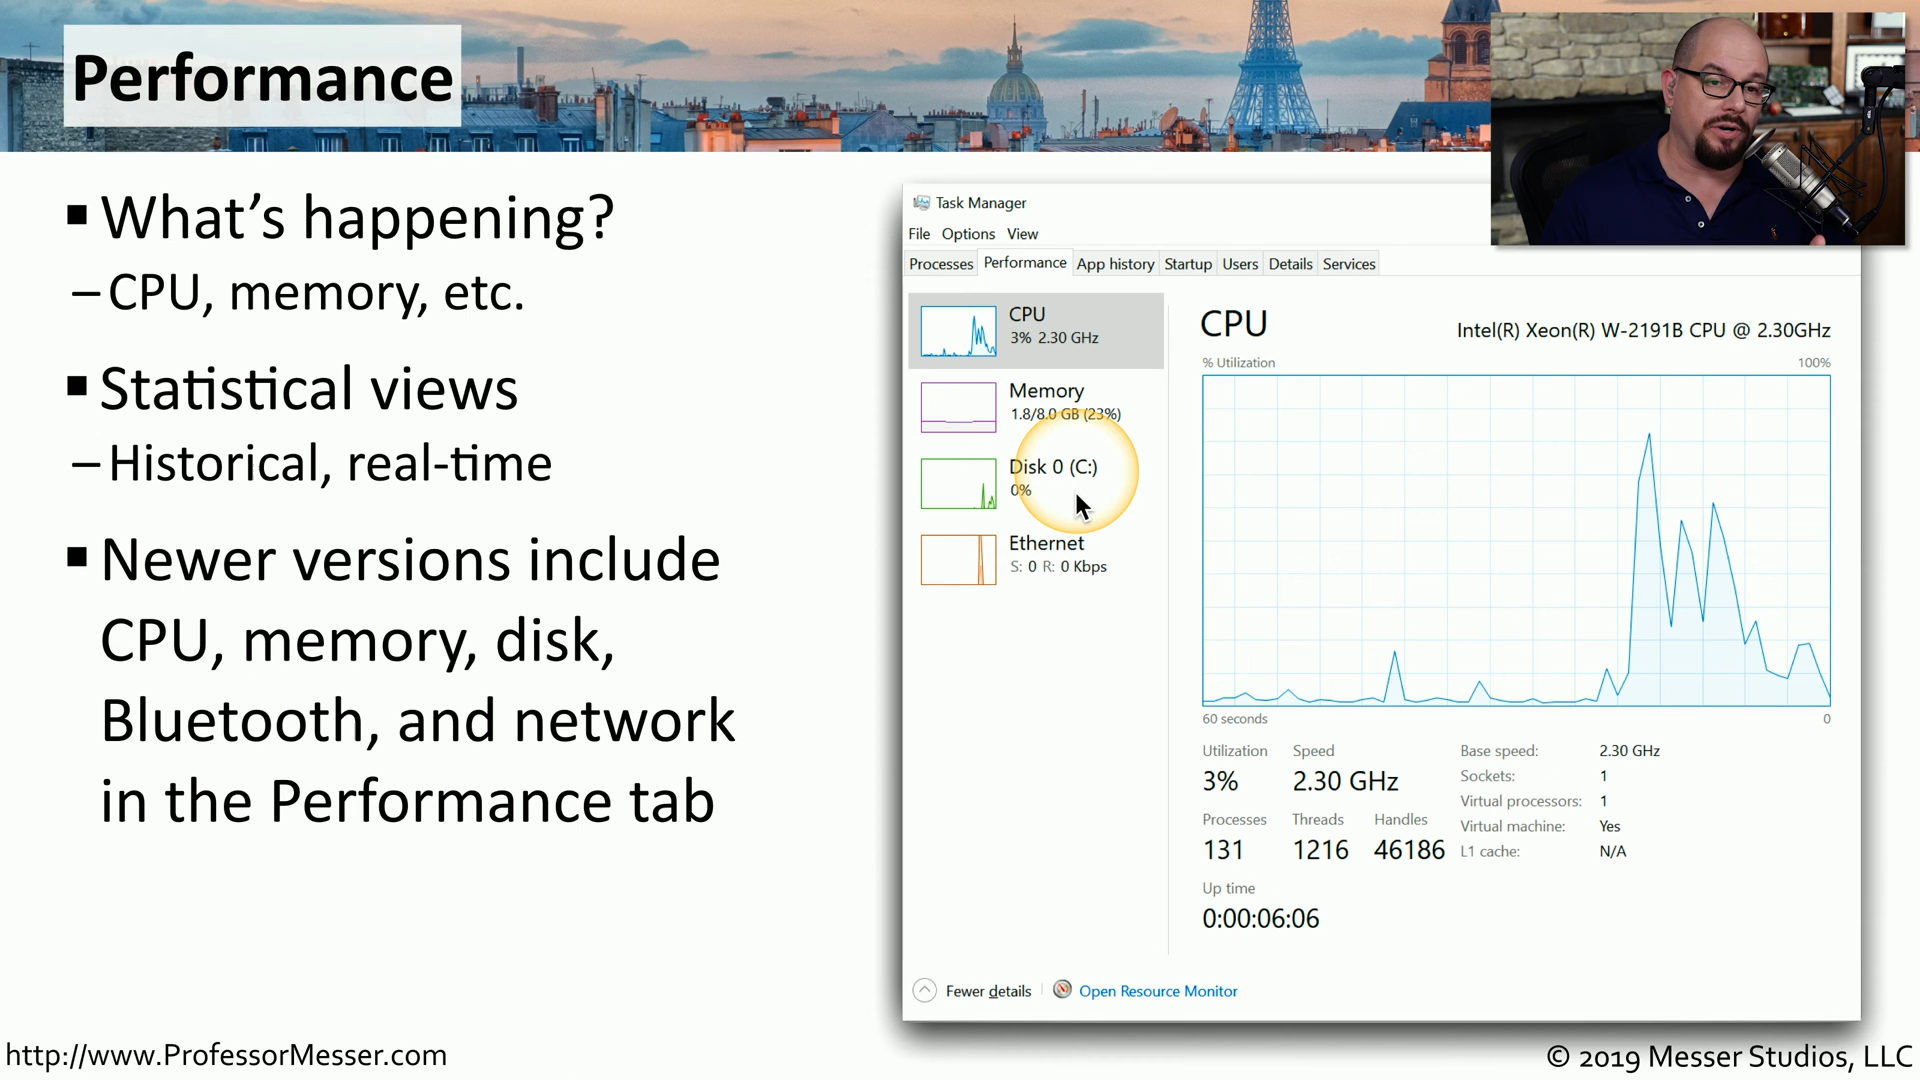 Performance
■ What's happening?
– CPU, memory, etc.
■ Statistical views
– Historical, real-time
■ Newer versions include
CPU, memory, disk,
Bluetooth, and network
in the Performance tab
Task Manager
File Options View
Processes Performance App history Startup Users Details Services
CPU
3% 2.30 GHz
Memory
1.8/8.0 GB (23%)
Disk 0 (C:)
0%
Ethernet
S: 0 R: 0 Kbps
CPU Intel(R) Xeon(R) W-2191B CPU @ 2.30GHz
% Utilization 100%
60 seconds 0
Utilization Speed
3% 2.30 GHz
Processes Threads Handles
131 1216 46186
Up time
0:00:06:06
Base speed: 2.30 GHz
Sockets: 1
Virtual processors: 1
Virtual machine: Yes
L1 cache: N/A
Fewer details Open Resource Monitor
http://www.ProfessorMesser.com
© 2019 Messer Studios, LLC